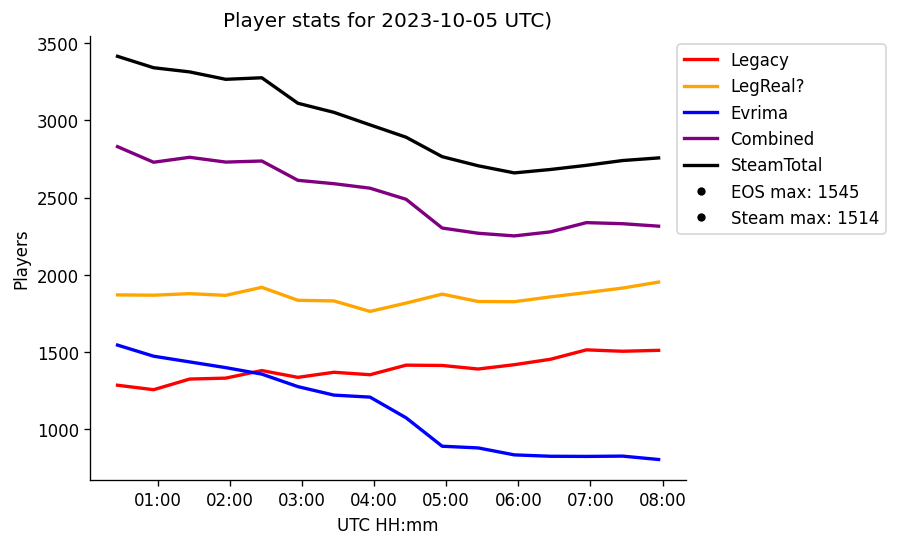 Player stats for 2023-10-05 UTC)
3500
3000
2500
2000
1500
1000
Players
01:00 02:00 03:00 04:00 05:00 06:00 07:00 08:00
UTC HH:mm
Legacy
LegReal?
Evrima
Combined
SteamTotal
EOS max: 1545
Steam max: 1514